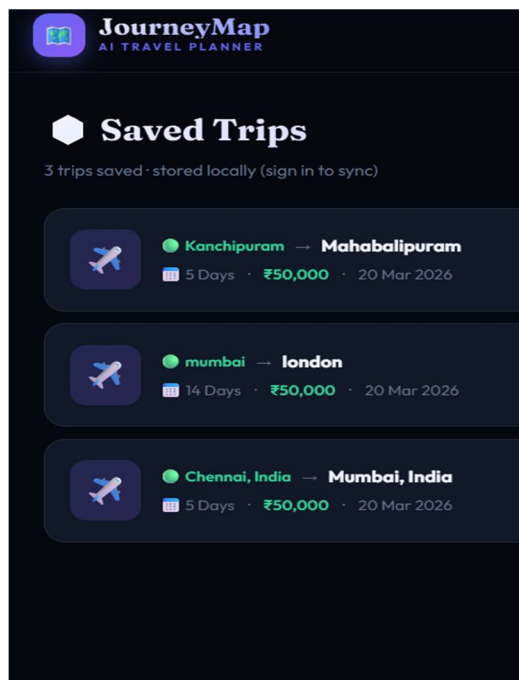 JourneyMap
AI TRAVEL PLANNER
Saved Trips
3 trips saved · stored locally (sign in to sync)
Kanchipuram → Mahabalipuram
5 Days · ₹50,000 · 20 Mar 2026
mumbai → london
14 Days · ₹50,000 · 20 Mar 2026
Chennai, India → Mumbai, India
5 Days · ₹50,000 · 20 Mar 2026